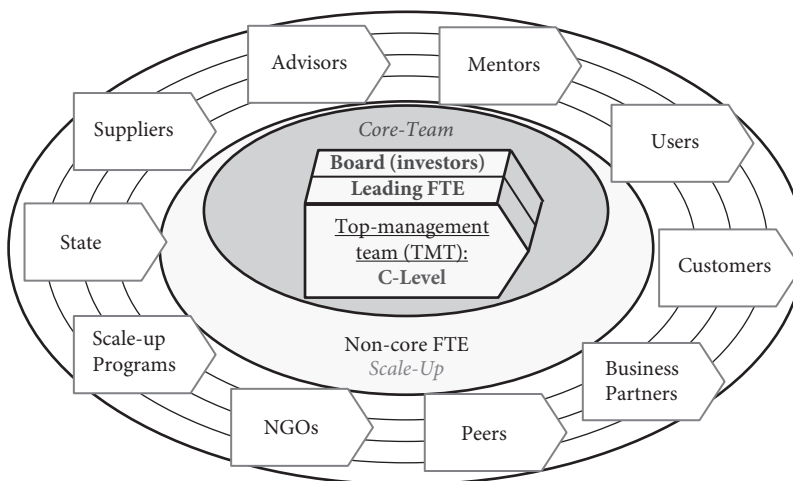 Advisors
Mentors
Suppliers
Core-Team
Users
Board (investors)
Leading FTE
State
Top-management
team (TMT):
C-Level
Customers
Scale-up
Programs
Non-core FTE
Scale-Up
Business
Partners
NGOs
Peers